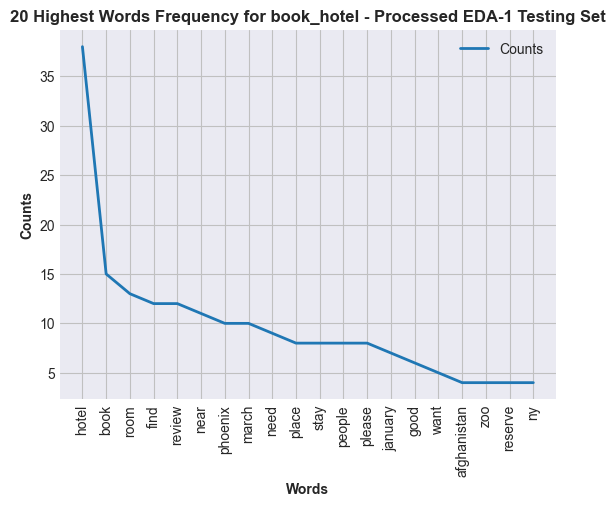 20 Highest Words Frequency for book_hotel - Processed EDA-1 Testing Set
Counts
35
30
25
20
15
10
5
Counts
hotel
book
room
find
review
near
phoenix
march
need
place
stay
people
please
january
good
want
afghanistan
zoo
reserve
ny
Words